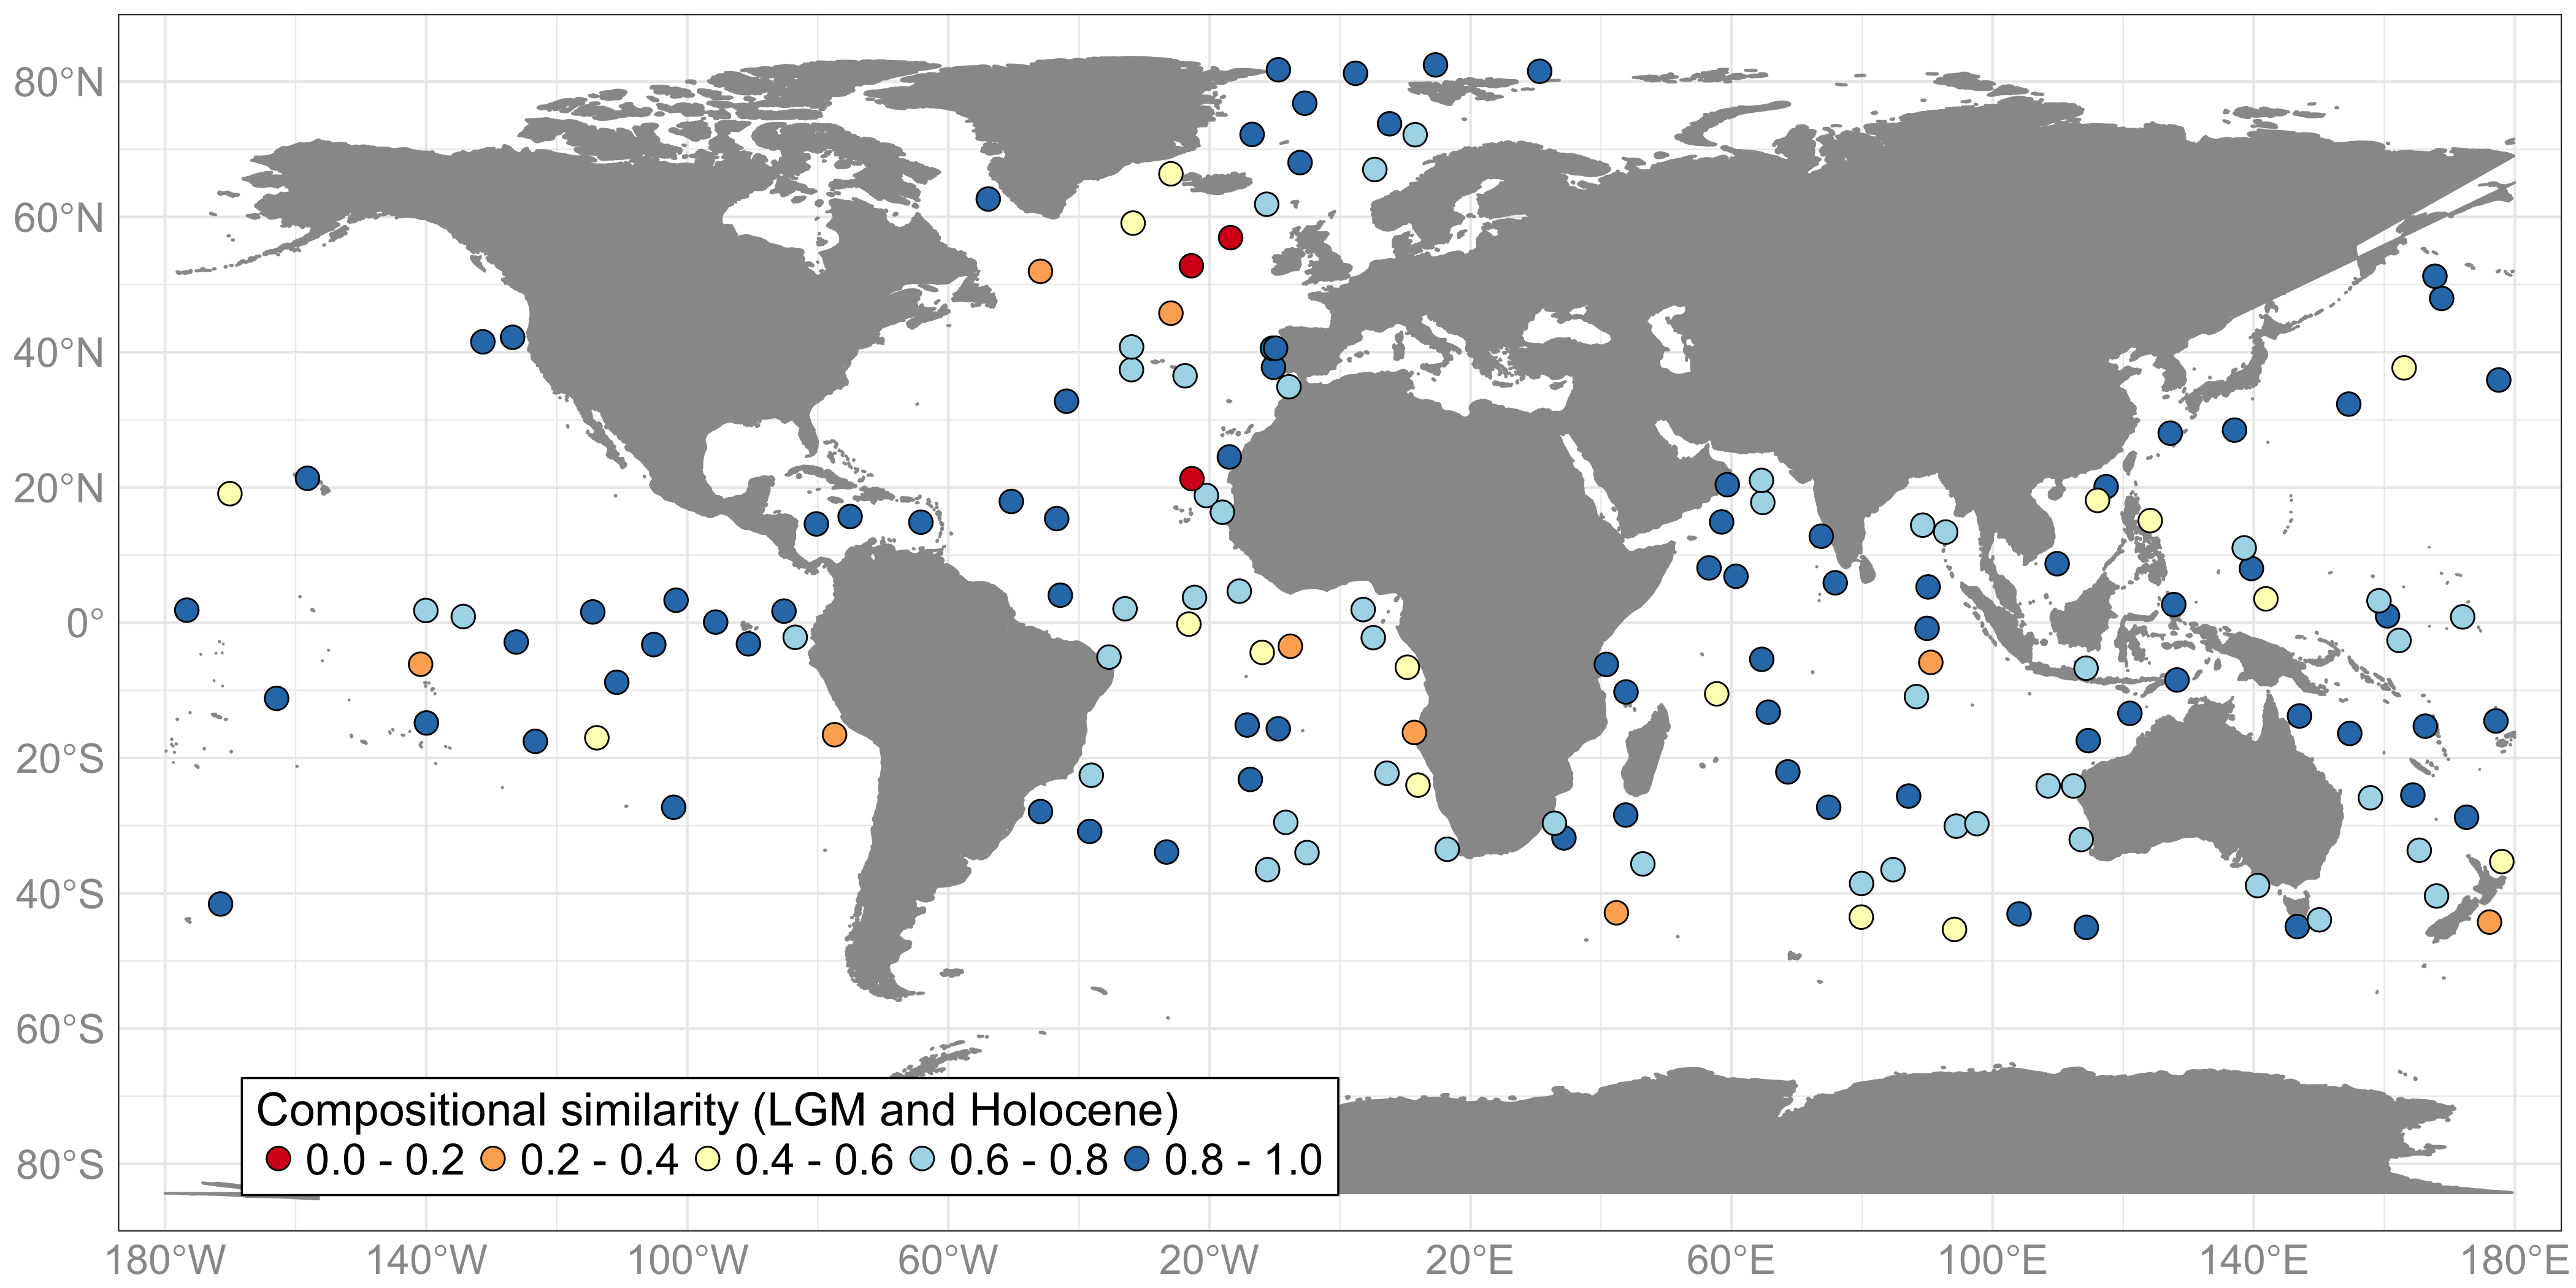 80°N
60°N
40°N
20°N
0°
20°S
40°S
60°S
80°S
Compositional similarity (LGM and Holocene)
0.0 - 0.2 0.2 - 0.4 0.4 - 0.6 0.6 - 0.8 0.8 - 1.0
180°W 140°W 100°W 60°W 20°W 20°E 60°E 100°E 140°E 180°E